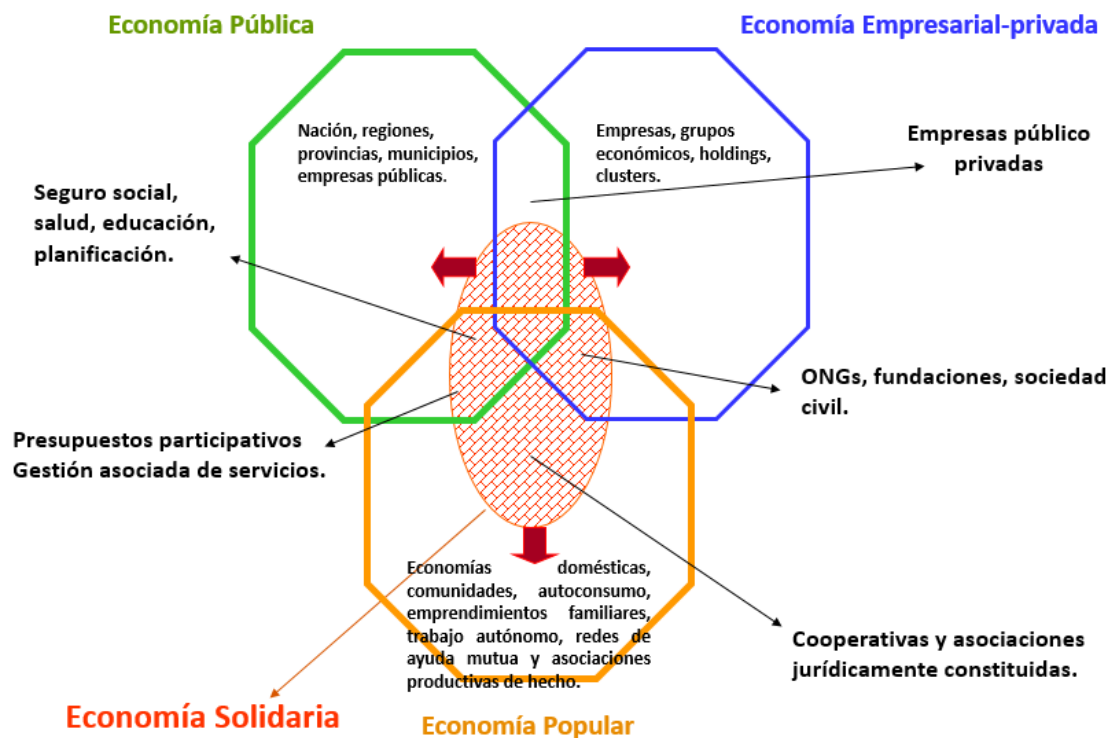 Economía Pública
Economía Empresarial-privada
Nación, regiones,
provincias, municipios,
empresas públicas.
Empresas, grupos
económicos, holdings,
clusters.
Empresas público
privadas
Seguro social,
salud, educación,
planificación.
ONGs, fundaciones, sociedad
civil.
Presupuestos participativos
Gestión asociada de servicios.
Economías domésticas,
comunidades, autoconsumo,
emprendimientos familiares,
trabajo autónomo, redes de
ayuda mutua y asociaciones
productivas de hecho.
Cooperativas y asociaciones
jurídicamente constituidas.
Economía Solidaria
Economía Popular